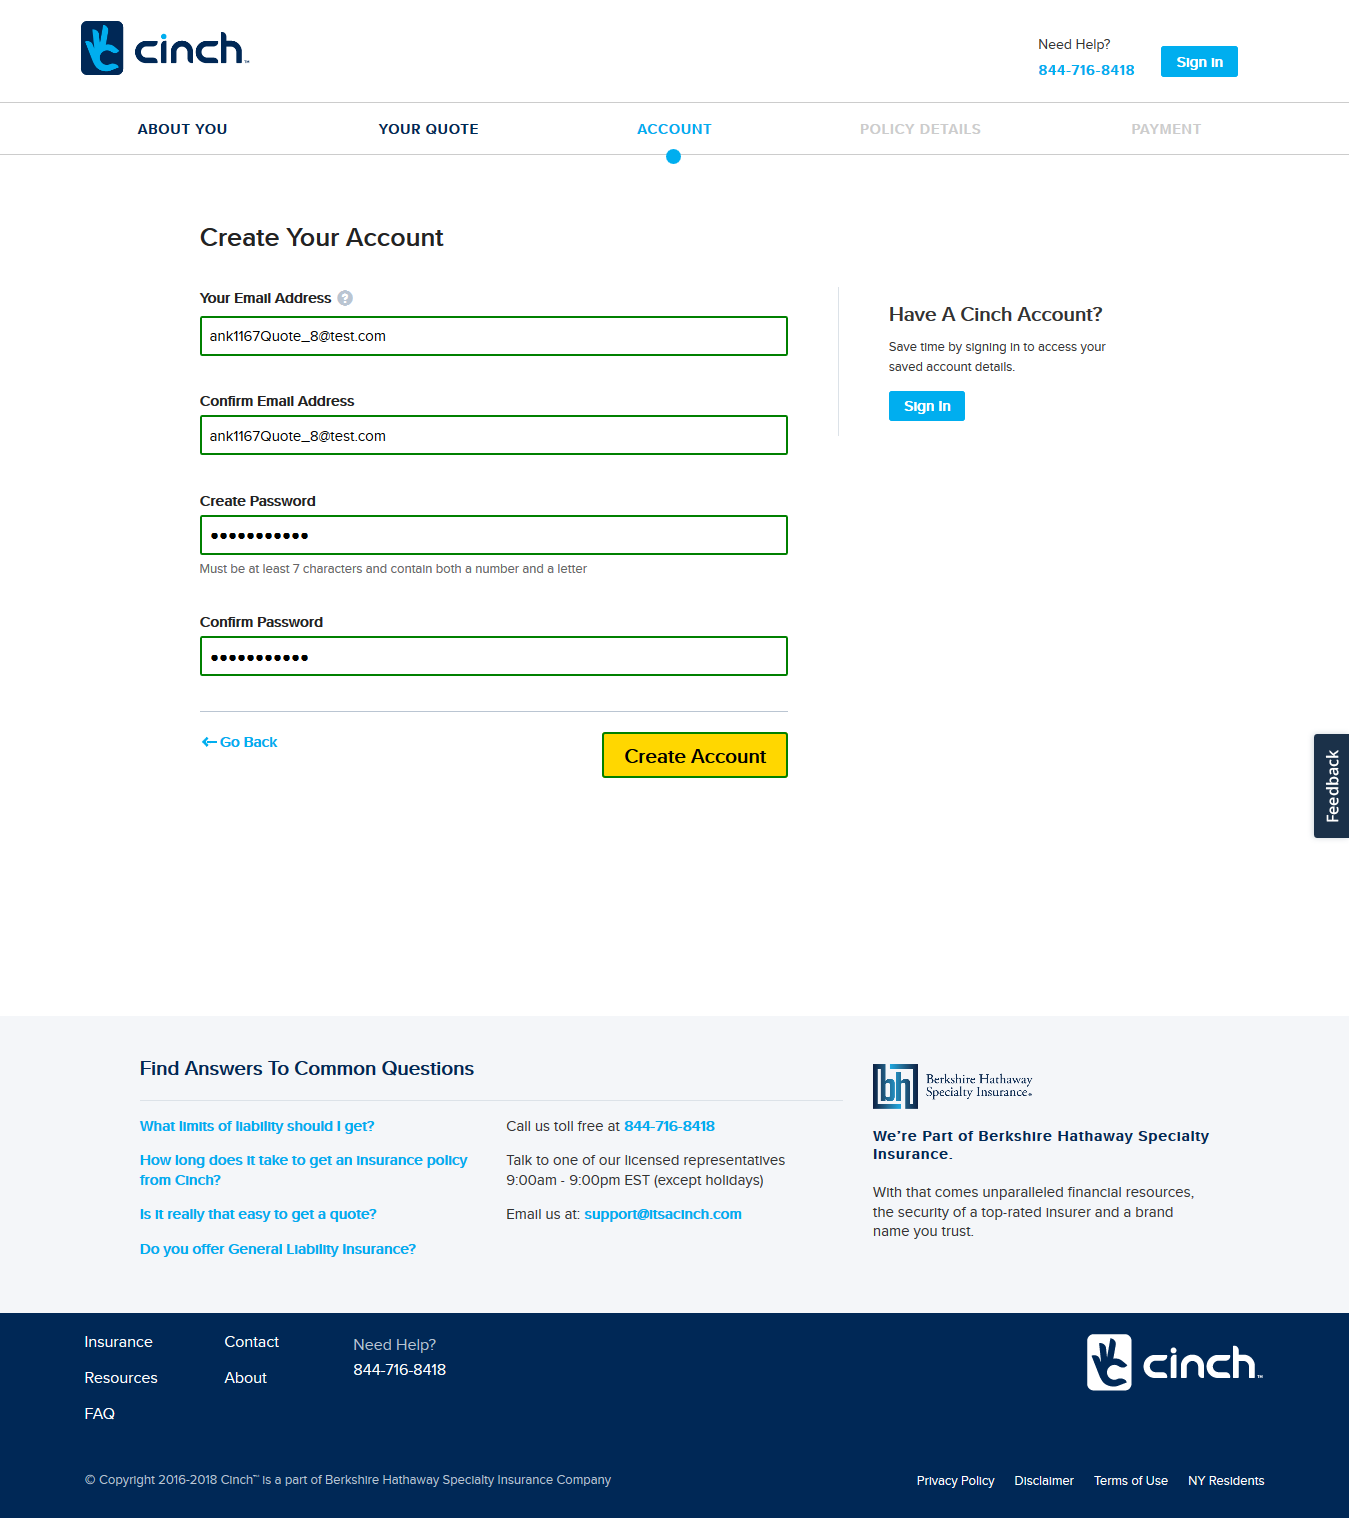 cinch™
Need Help?
844-716-8418
Sign in
ABOUT YOU
YOUR QUOTE
ACCOUNT
POLICY DETAILS
PAYMENT
Create Your Account
Your Email Address ?
ank1167Quote_8@test.com
Confirm Email Address
ank1167Quote_8@test.com
Create Password
•••••••••••
Must be at least 7 characters and contain both a number and a letter
Confirm Password
•••••••••••
Go Back
Create Account
Have A Cinch Account?
Save time by signing in to access your
saved account details.
Sign In
Feedback
Find Answers To Common Questions
What limits of liability should I get?
How long does it take to get an insurance policy
from Cinch?
Is it really that easy to get a quote?
Do you offer General Liability Insurance?
Call us toll free at 844-716-8418
Talk to one of our licensed representatives
9:00am - 9:00pm EST (except holidays)
Email us at: support@itsacinch.com
bh
Berkshire Hathaway
Specialty Insurance®
We're Part of Berkshire Hathaway Specialty
Insurance.
With that comes unparalleled financial resources,
the security of a top-rated insurer and a brand
name you trust.
Insurance
Resources
FAQ
Contact
About
Need Help?
844-716-8418
cinch™
© Copyright 2016-2018 Cinch™ is a part of Berkshire Hathaway Specialty Insurance Company
Privacy Policy
Disclaimer
Terms of Use
NY Residents